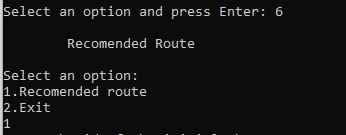 Select an option and press Enter: 6
Recomended Route
Select an option:
1.Recomended route
2.Exit
1